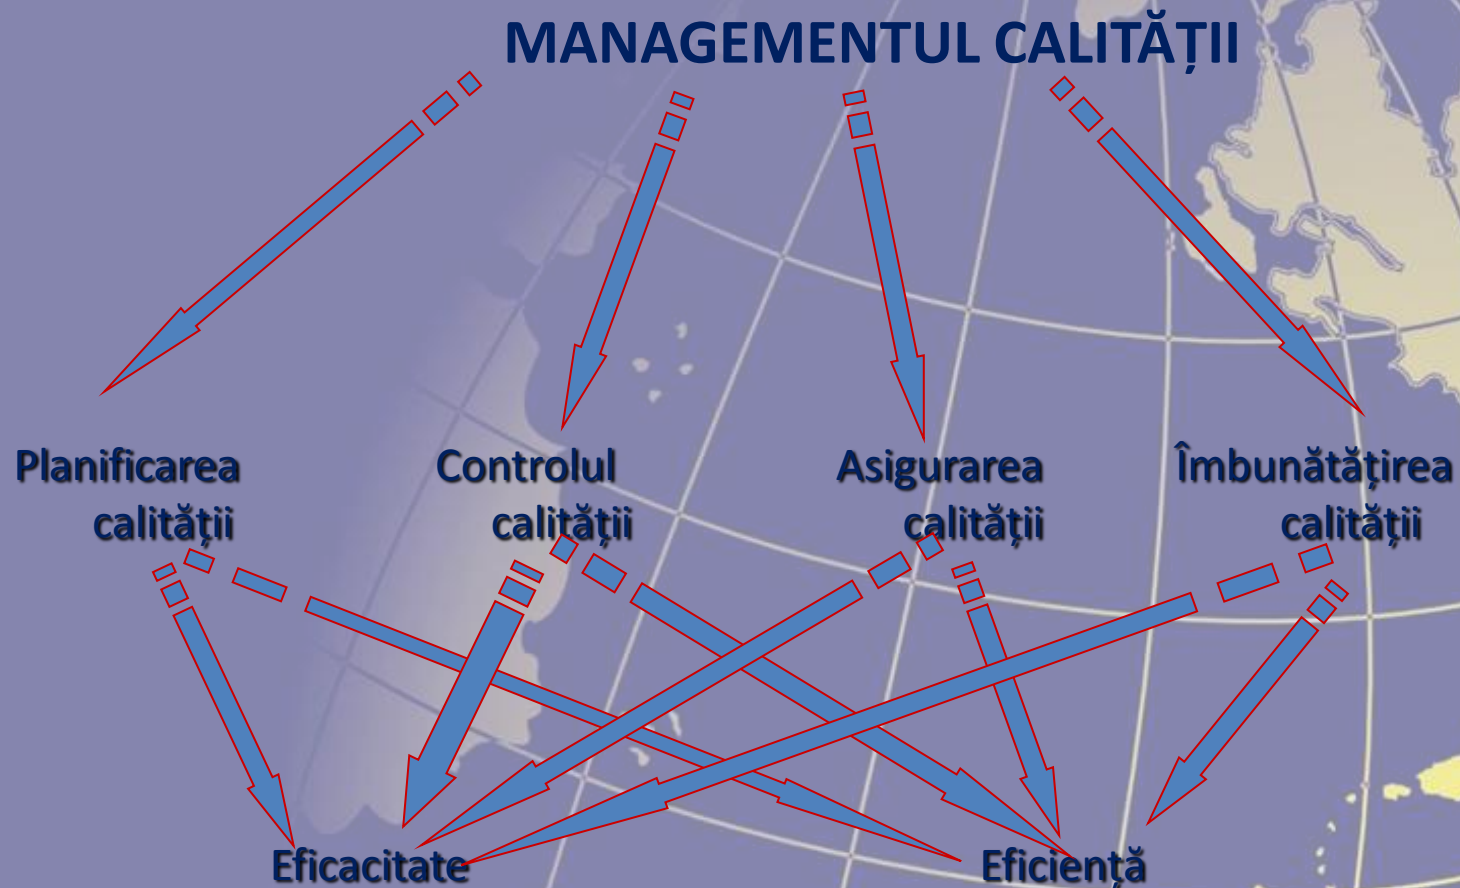 MANAGEMENTUL CALITĂȚII
Planificarea
calității
Controlul
calității
Asigurarea
calității
Îmbunătățirea
calității
Eficacitate
Eficiență